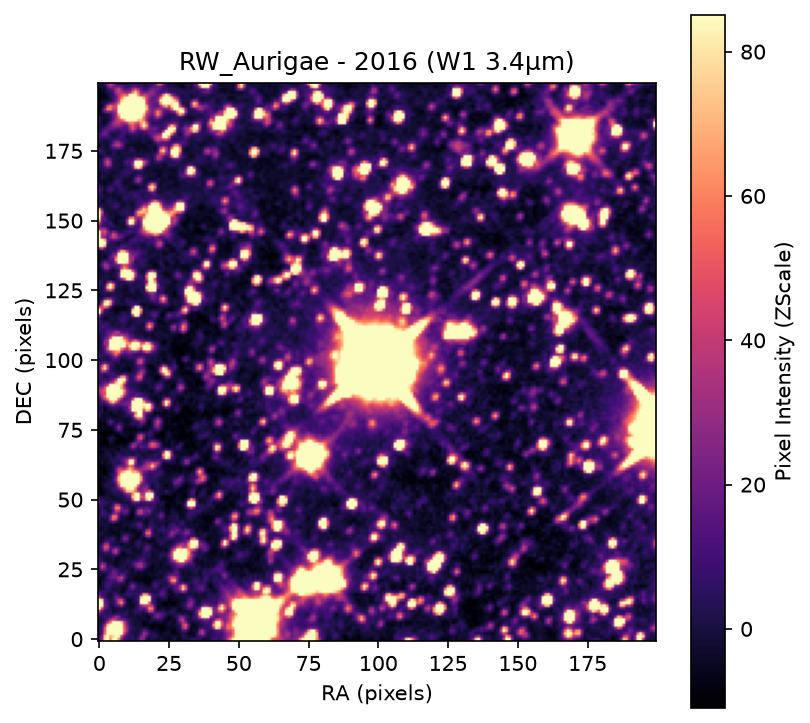 RW_Aurigae - 2016 (W1 3.4μm)
DEC (pixels)
175
150
125
100
75
50
25
0
0 25 50 75 100 125 150 175
RA (pixels)
80
60
40
20
0
Pixel Intensity (ZScale)